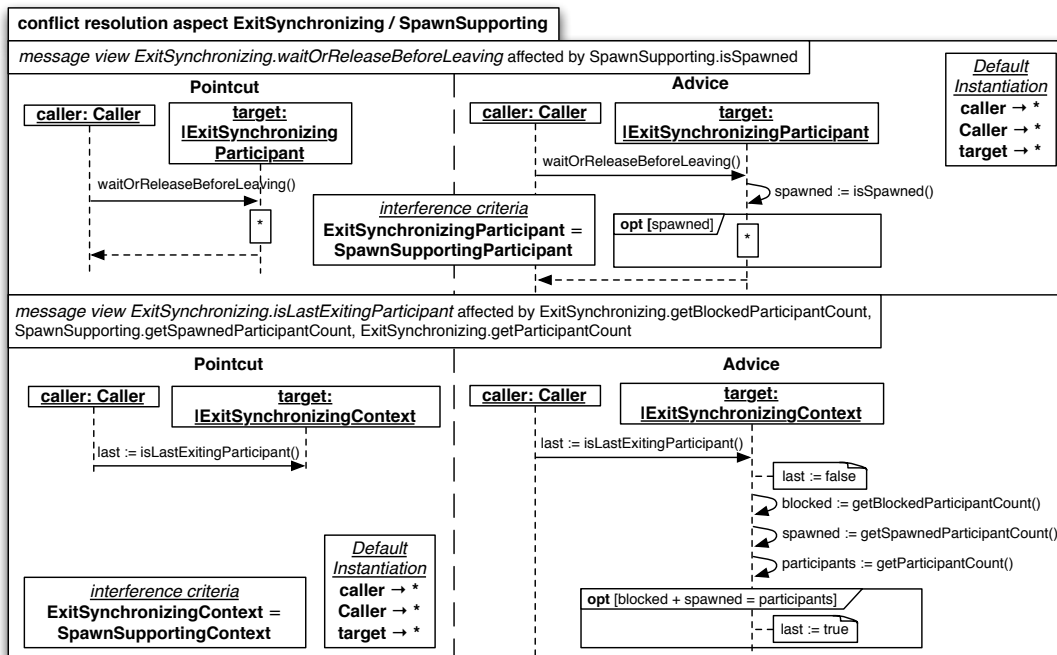 conflict resolution aspect ExitSynchronizing / SpawnSupporting
message view ExitSynchronizing.waitOrReleaseBeforeLeaving affected by SpawnSupporting.isSpawned
Pointcut
caller: Caller
target:
|ExitSynchronizing
Participant
waitOrReleaseBeforeLeaving()
*
interference criteria
ExitSynchronizingParticipant =
SpawnSupportingParticipant
Advice
caller: Caller
target:
|ExitSynchronizingParticipant
waitOrReleaseBeforeLeaving()
spawned := isSpawned()
opt [spawned]
*
Default
Instantiation
caller → *
Caller → *
target → *
message view ExitSynchronizing.isLastExitingParticipant affected by ExitSynchronizing.getBlockedParticipantCount,
SpawnSupporting.getSpawnedParticipantCount, ExitSynchronizing.getParticipantCount
Pointcut
caller: Caller
target:
|ExitSynchronizingContext
last := isLastExitingParticipant()
interference criteria
ExitSynchronizingContext =
SpawnSupportingContext
Default
Instantiation
caller → *
Caller → *
target → *
Advice
caller: Caller
target:
|ExitSynchronizingContext
last := isLastExitingParticipant()
last := false
blocked := getBlockedParticipantCount()
spawned := getSpawnedParticipantCount()
participants := getParticipantCount()
opt [blocked + spawned = participants]
last := true